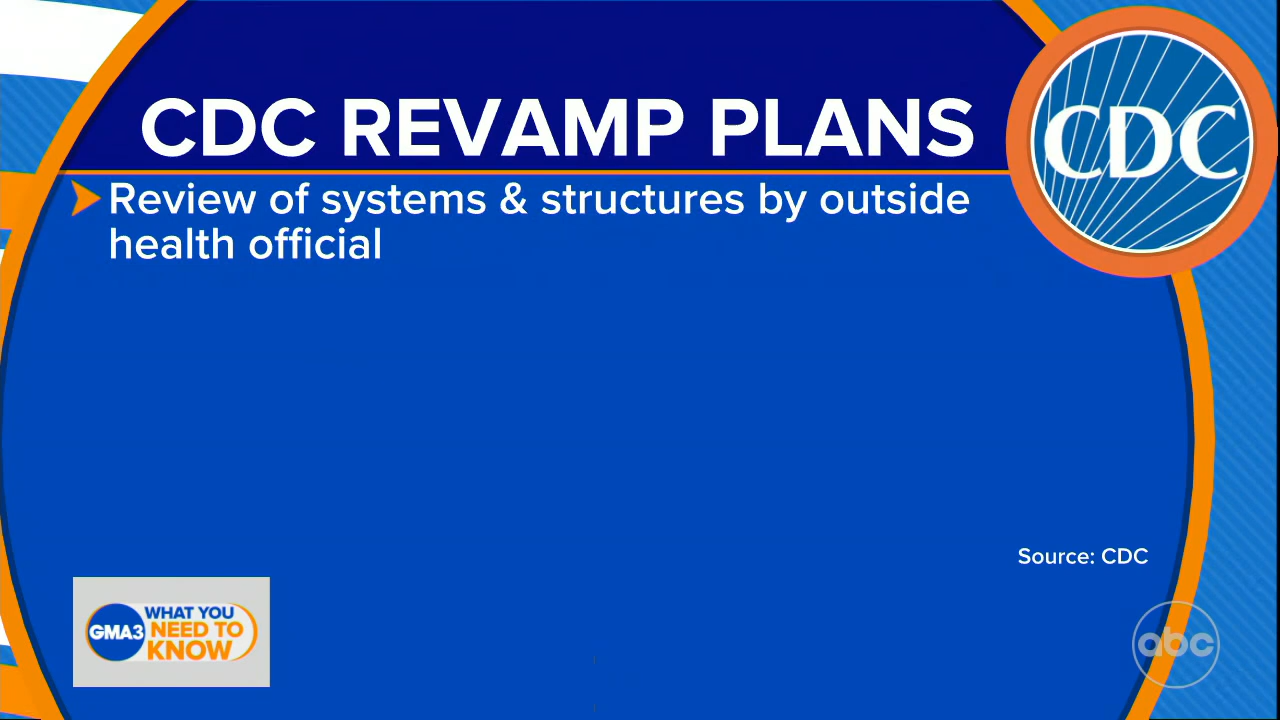 CDC REVAMP PLANS
CDC
Review of systems & structures by outside
health official
Source: CDC
GMA3
WHAT YOU
NEED TO
KNOW
abc